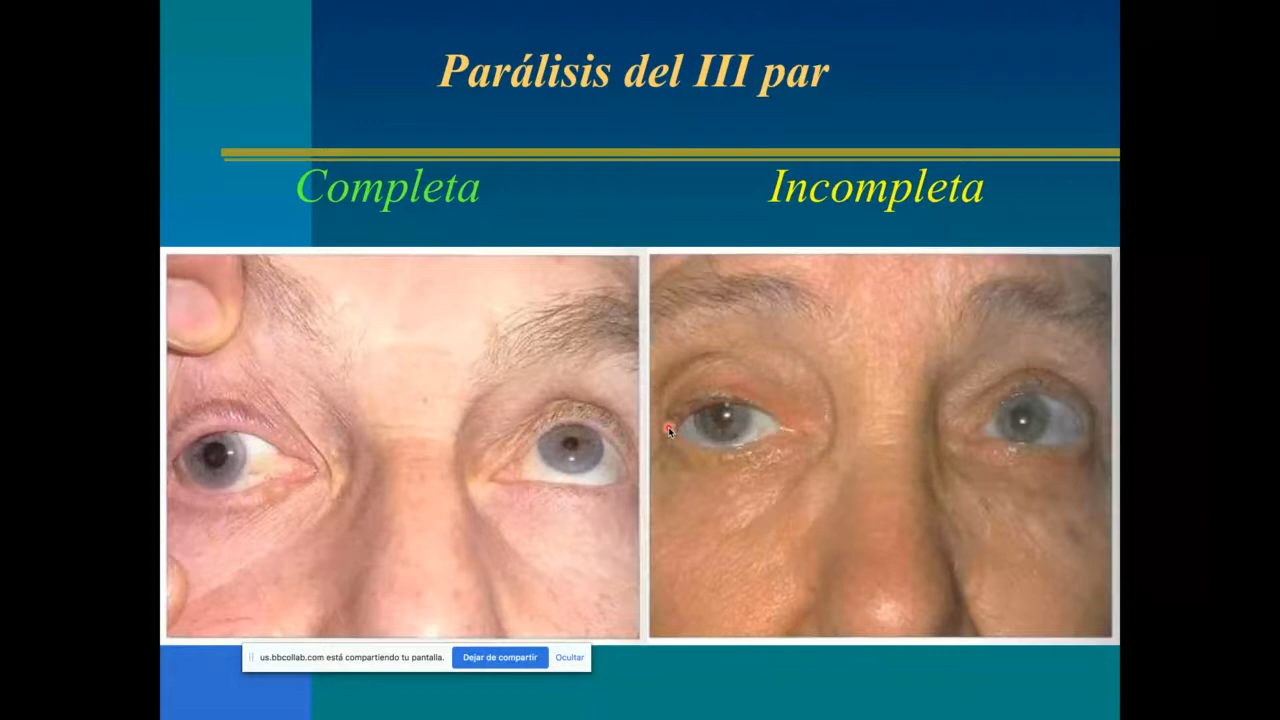 Parálisis del III par
Completa
Incompleta
us.bbcollab.com está compartiendo tu pantalla.
Dejar de compartir
Ocultar